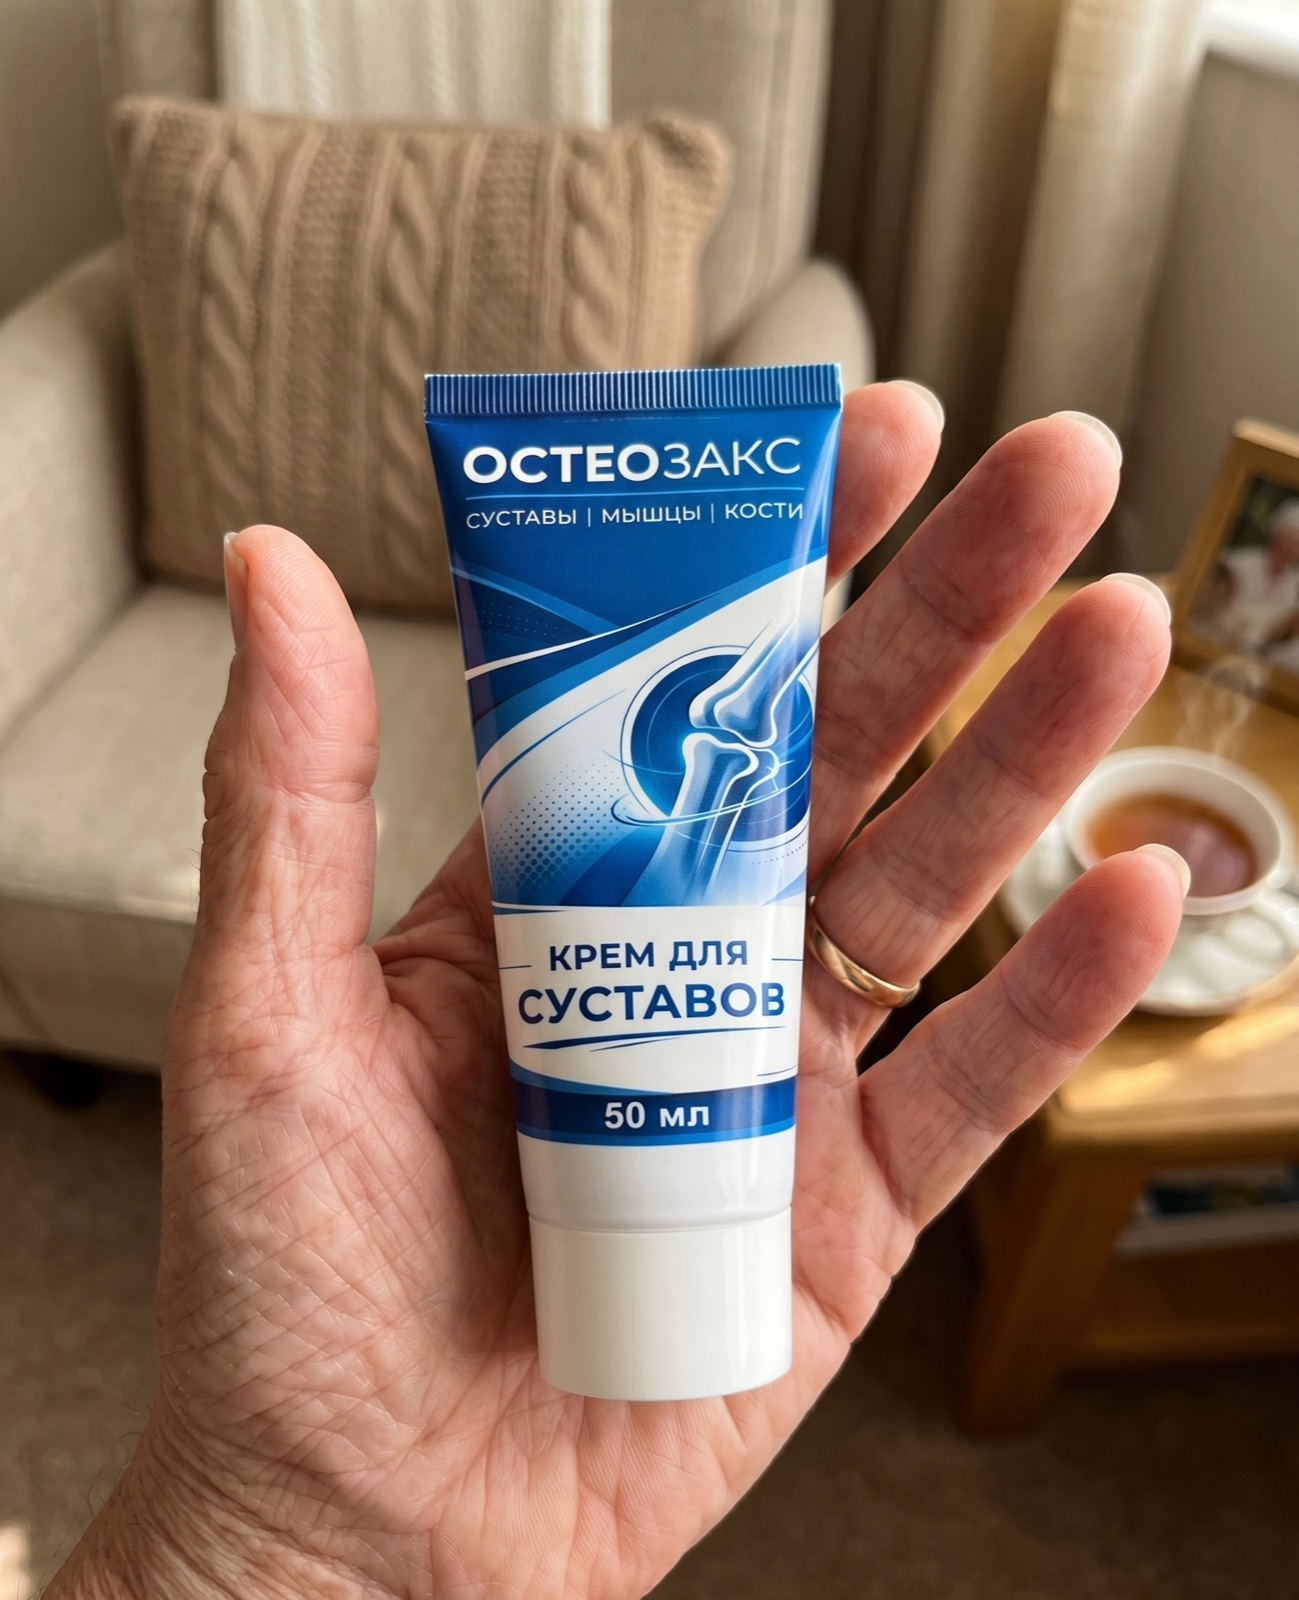 ОСТЕОЗАКС
СУСТАВЫ | МЫШЦЫ | КОСТИ
КРЕМ ДЛЯ
СУСТАВОВ
50 мл